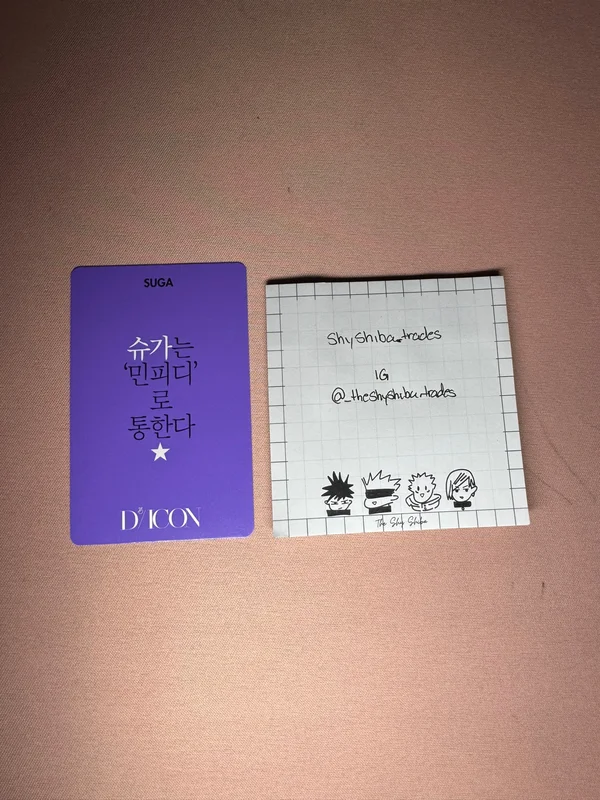 SUGA
슈가는
‘민피디’
로
통한다
★
D’/ICON
shyshiba.trades
IG
@_theshyshiba.trades
The Shy Shiba